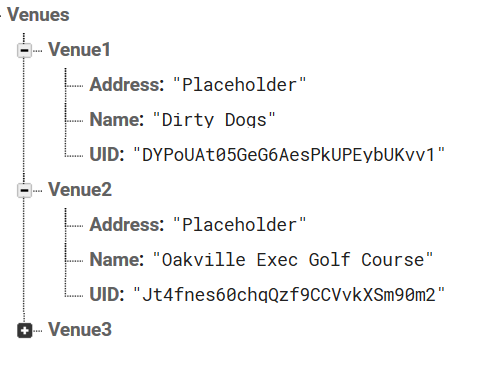 Venues
Venue1
Address: "Placeholder"
Name: "Dirty Dogs"
UID: "DYPoUAt05GeG6AesPkUPEybUKvv1"
Venue2
Address: "Placeholder"
Name: "Oakville Exec Golf Course"
UID: "Jt4fnes60chqQzf9CCVvkXSm90m2"
Venue3